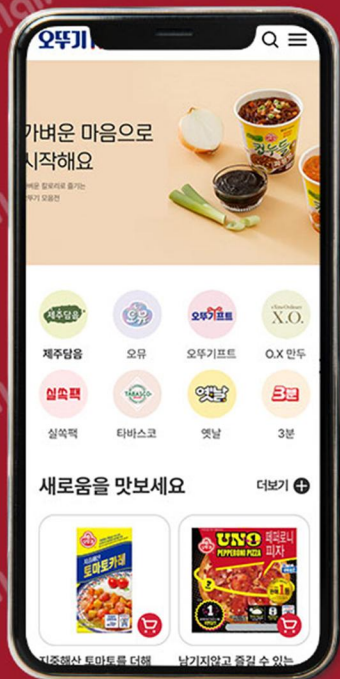 오뚜기
가벼운 마음으로
시작해요
벼운 칼로리로 즐기는
뚜기 모음전
컵누들
제주담음
오뮤
오뚜기프트
X.O.
제주담음
오뮤
오뚜기프트
O.X 만두
실쏙팩
TABASCO
옛날
3분
실쏙팩
타바스코
옛날
3분
새로움을 맛보세요
더보기
토마토카레
UNO
PEPPERONI PIZZA
페퍼로니
피자
지중해산 토마토를 더해
남기지않고 즐길 수 있는